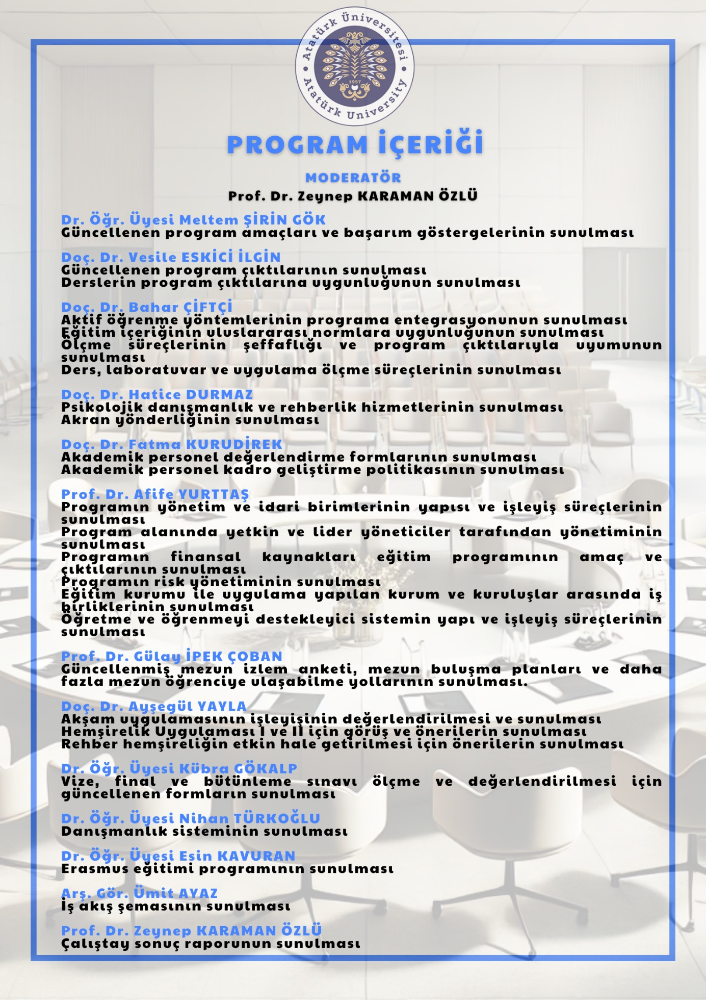 Atatürk Üniversitesi
1957
Atatürk University
PROGRAM İÇERİĞİ
MODERATÖR
Prof. Dr. Zeynep KARAMAN ÖZLÜ
Dr. Öğr. Üyesi Meltem ŞİRİN GÖK
Güncellenen program amaçları ve başarım göstergelerinin sunulması
Doç. Dr. Vesile ESKİCİ İLGİN
Güncellenen program çıktılarının sunulması
Derslerin program çıktılarına uygunluğunun sunulması
Doç. Dr. Bahar ÇİFTÇİ
Aktif öğrenme yöntemlerinin programa entegrasyonunun sunulması
Eğitim içeriğinin uluslararası normlara uygunluğunun sunulması
Ölçme süreçlerinin şeffaflığı ve program çıktılarıyla uyumunun
sunulması
Ders, laboratuvar ve uygulama ölçme süreçlerinin sunulması
Doç. Dr. Hatice DURMAZ
Psikolojik danışmanlık ve rehberlik hizmetlerinin sunulması
Akran yönderliğinin sunulması
Doç. Dr. Fatma KURUDİREK
Akademik personel değerlendirme formlarının sunulması
Akademik personel kadro geliştirme politikasının sunulması
Prof. Dr. Afife YURTTAŞ
Programın yönetim ve idari birimlerinin yapısı ve işleyiş süreçlerinin
sunulması
Program alanında yetkin ve lider yöneticiler tarafından yönetiminin
sunulması
Programın finansal kaynakları eğitim programının amaç ve
çıktılarının sunulması
Programın risk yönetiminin sunulması
Eğitim kurumu ile uygulama yapılan kurum ve kuruluşlar arasında iş
birliklerinin sunulması
Öğretme ve öğrenmeyi destekleyici sistemin yapı ve işleyiş süreçlerinin
sunulması
Prof. Dr. Gülay İPEK ÇOBAN
Güncellenmiş mezun izlem anketi, mezun buluşma planları ve daha
fazla mezun öğrenciye ulaşabilme yollarının sunulması.
Doç. Dr. Ayşegül YAYLA
Akşam uygulamasının işleyişinin değerlendirilmesi ve sunulması
Hemşirelik Uygulaması I ve II için görüş ve önerilerin sunulması
Rehber hemşireliğin etkin hale getirilmesi için önerilerin sunulması
Dr. Öğr. Üyesi Kübra GÖKALP
Vize, final ve bütünleme sınavı ölçme ve değerlendirilmesi için
güncellenen formların sunulması
Dr. Öğr. Üyesi Nihan TÜRKOĞLU
Danışmanlık sisteminin sunulması
Dr. Öğr. Üyesi Esin KAVURAN
Erasmus eğitimi programının sunulması
Arş. Gör. Ümit AYAZ
İş akış şemasının sunulması
Prof. Dr. Zeynep KARAMAN ÖZLÜ
Çalıştay sonuç raporunun sunulması